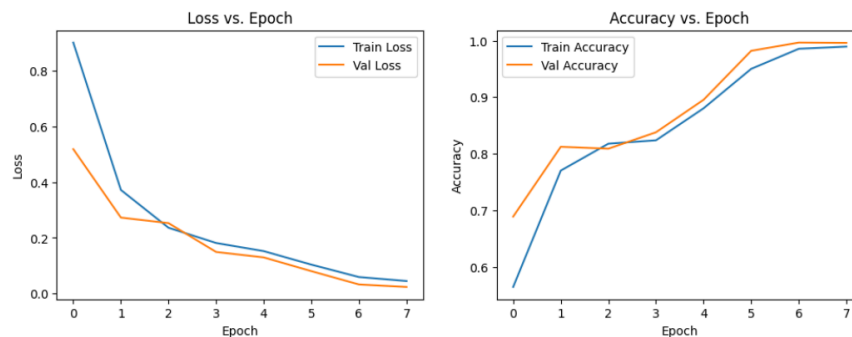 Loss vs. Epoch
Train Loss
Val Loss
0.8
0.6
0.4
0.2
0.0
Loss
0 1 2 3 4 5 6 7
Epoch
Accuracy vs. Epoch
Train Accuracy
Val Accuracy
1.0
0.9
0.8
0.7
0.6
Accuracy
0 1 2 3 4 5 6 7
Epoch